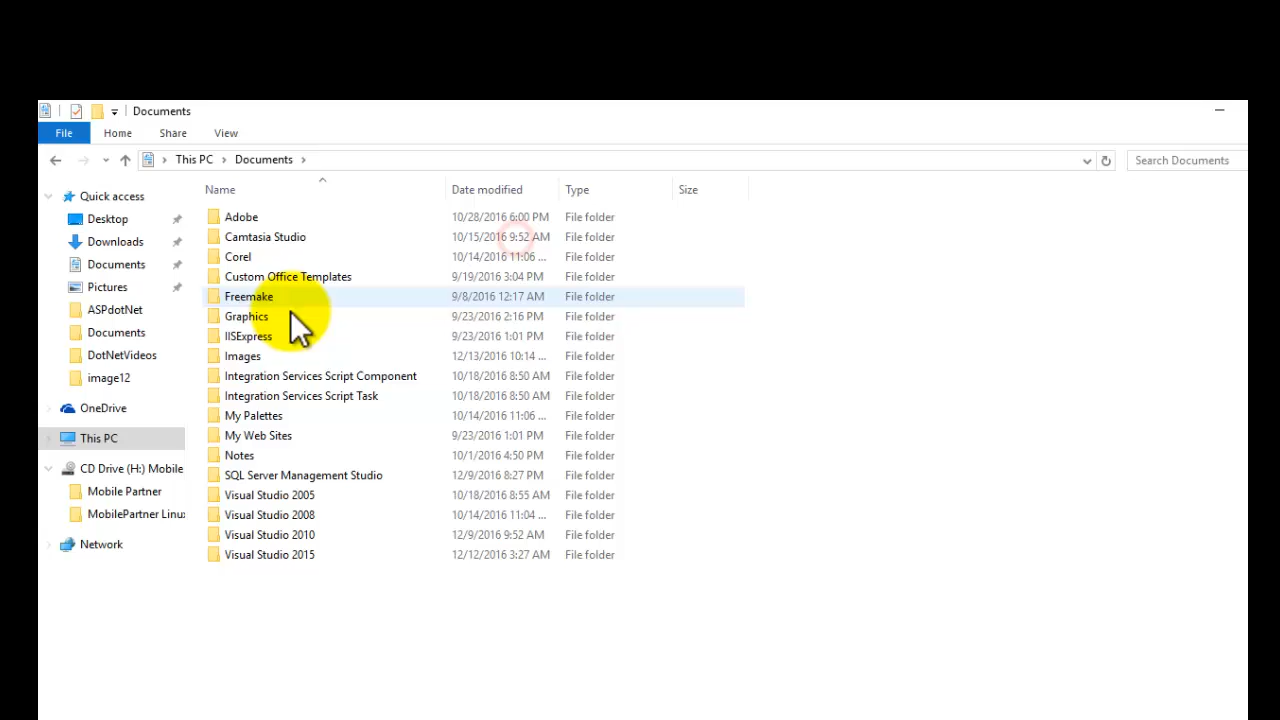 Documents
File Home Share View
This PC Documents Search Documents
Name Date modified Type Size
Quick access
Desktop
Downloads
Documents
Pictures
ASPdotNet
Documents
DotNetVideos
image12
OneDrive
This PC
CD Drive (H:) Mobile
Mobile Partner
MobilePartner Linu
Network
Adobe 10/28/2016 6:00 PM File folder
Camtasia Studio 10/15/2016 9:52 AM File folder
Corel 10/14/2016 11:06 ... File folder
Custom Office Templates 9/19/2016 3:04 PM File folder
Freemake 9/8/2016 12:17 AM File folder
Graphics 9/23/2016 2:16 PM File folder
IISExpress 9/23/2016 1:01 PM File folder
Images 12/13/2016 10:14 ... File folder
Integration Services Script Component 10/18/2016 8:50 AM File folder
Integration Services Script Task 10/18/2016 8:50 AM File folder
My Palettes 10/14/2016 11:06 ... File folder
My Web Sites 9/23/2016 1:01 PM File folder
Notes 10/1/2016 4:50 PM File folder
SQL Server Management Studio 12/9/2016 8:27 PM File folder
Visual Studio 2005 10/18/2016 8:55 AM File folder
Visual Studio 2008 10/14/2016 11:04 ... File folder
Visual Studio 2010 12/9/2016 9:52 AM File folder
Visual Studio 2015 12/12/2016 3:27 AM File folder